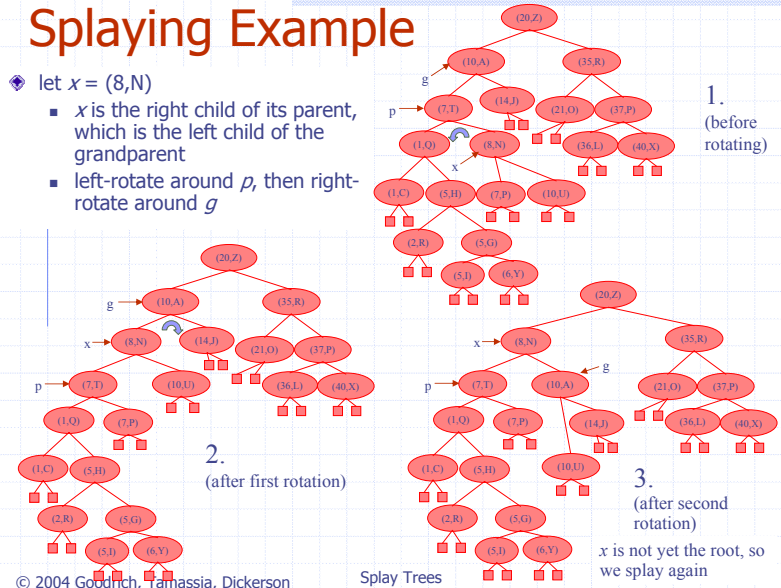 Splaying Example
let x = (8,N)
x is the right child of its parent,
which is the left child of the
grandparent
left-rotate around p, then right-
rotate around g
(20,Z)
(10,A)
(35,R)
g
p
(7,T)
(14,J)
(21,O)
(37,P)
1.
(before
rotating)
(1,Q)
(8,N)
(36,L)
(40,X)
x
(1,C)
(5,H)
(7,P)
(10,U)
(2,R)
(5,G)
(5,I)
(6,Y)
(20,Z)
g
(10,A)
(35,R)
x
(8,N)
(14,J)
(21,O)
(37,P)
p
(7,T)
(10,U)
(36,L)
(40,X)
(1,Q)
(7,P)
(1,C)
(5,H)
(2,R)
(5,G)
(5,I)
(6,Y)
2.
(after first rotation)
(20,Z)
x
(8,N)
(35,R)
g
p
(7,T)
(10,A)
(21,O)
(37,P)
(1,Q)
(7,P)
(14,J)
(36,L)
(40,X)
(1,C)
(5,H)
(10,U)
(2,R)
(5,G)
(5,I)
(6,Y)
3.
(after second
rotation)
x is not yet the root, so
we splay again
© 2004 Goodrich, Tamassia, Dickerson
Splay Trees